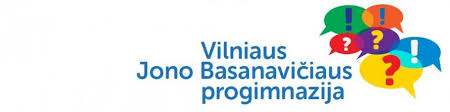 ! ? !
? ? !
Vilniaus
Jono Basanavičiaus
progimnazija